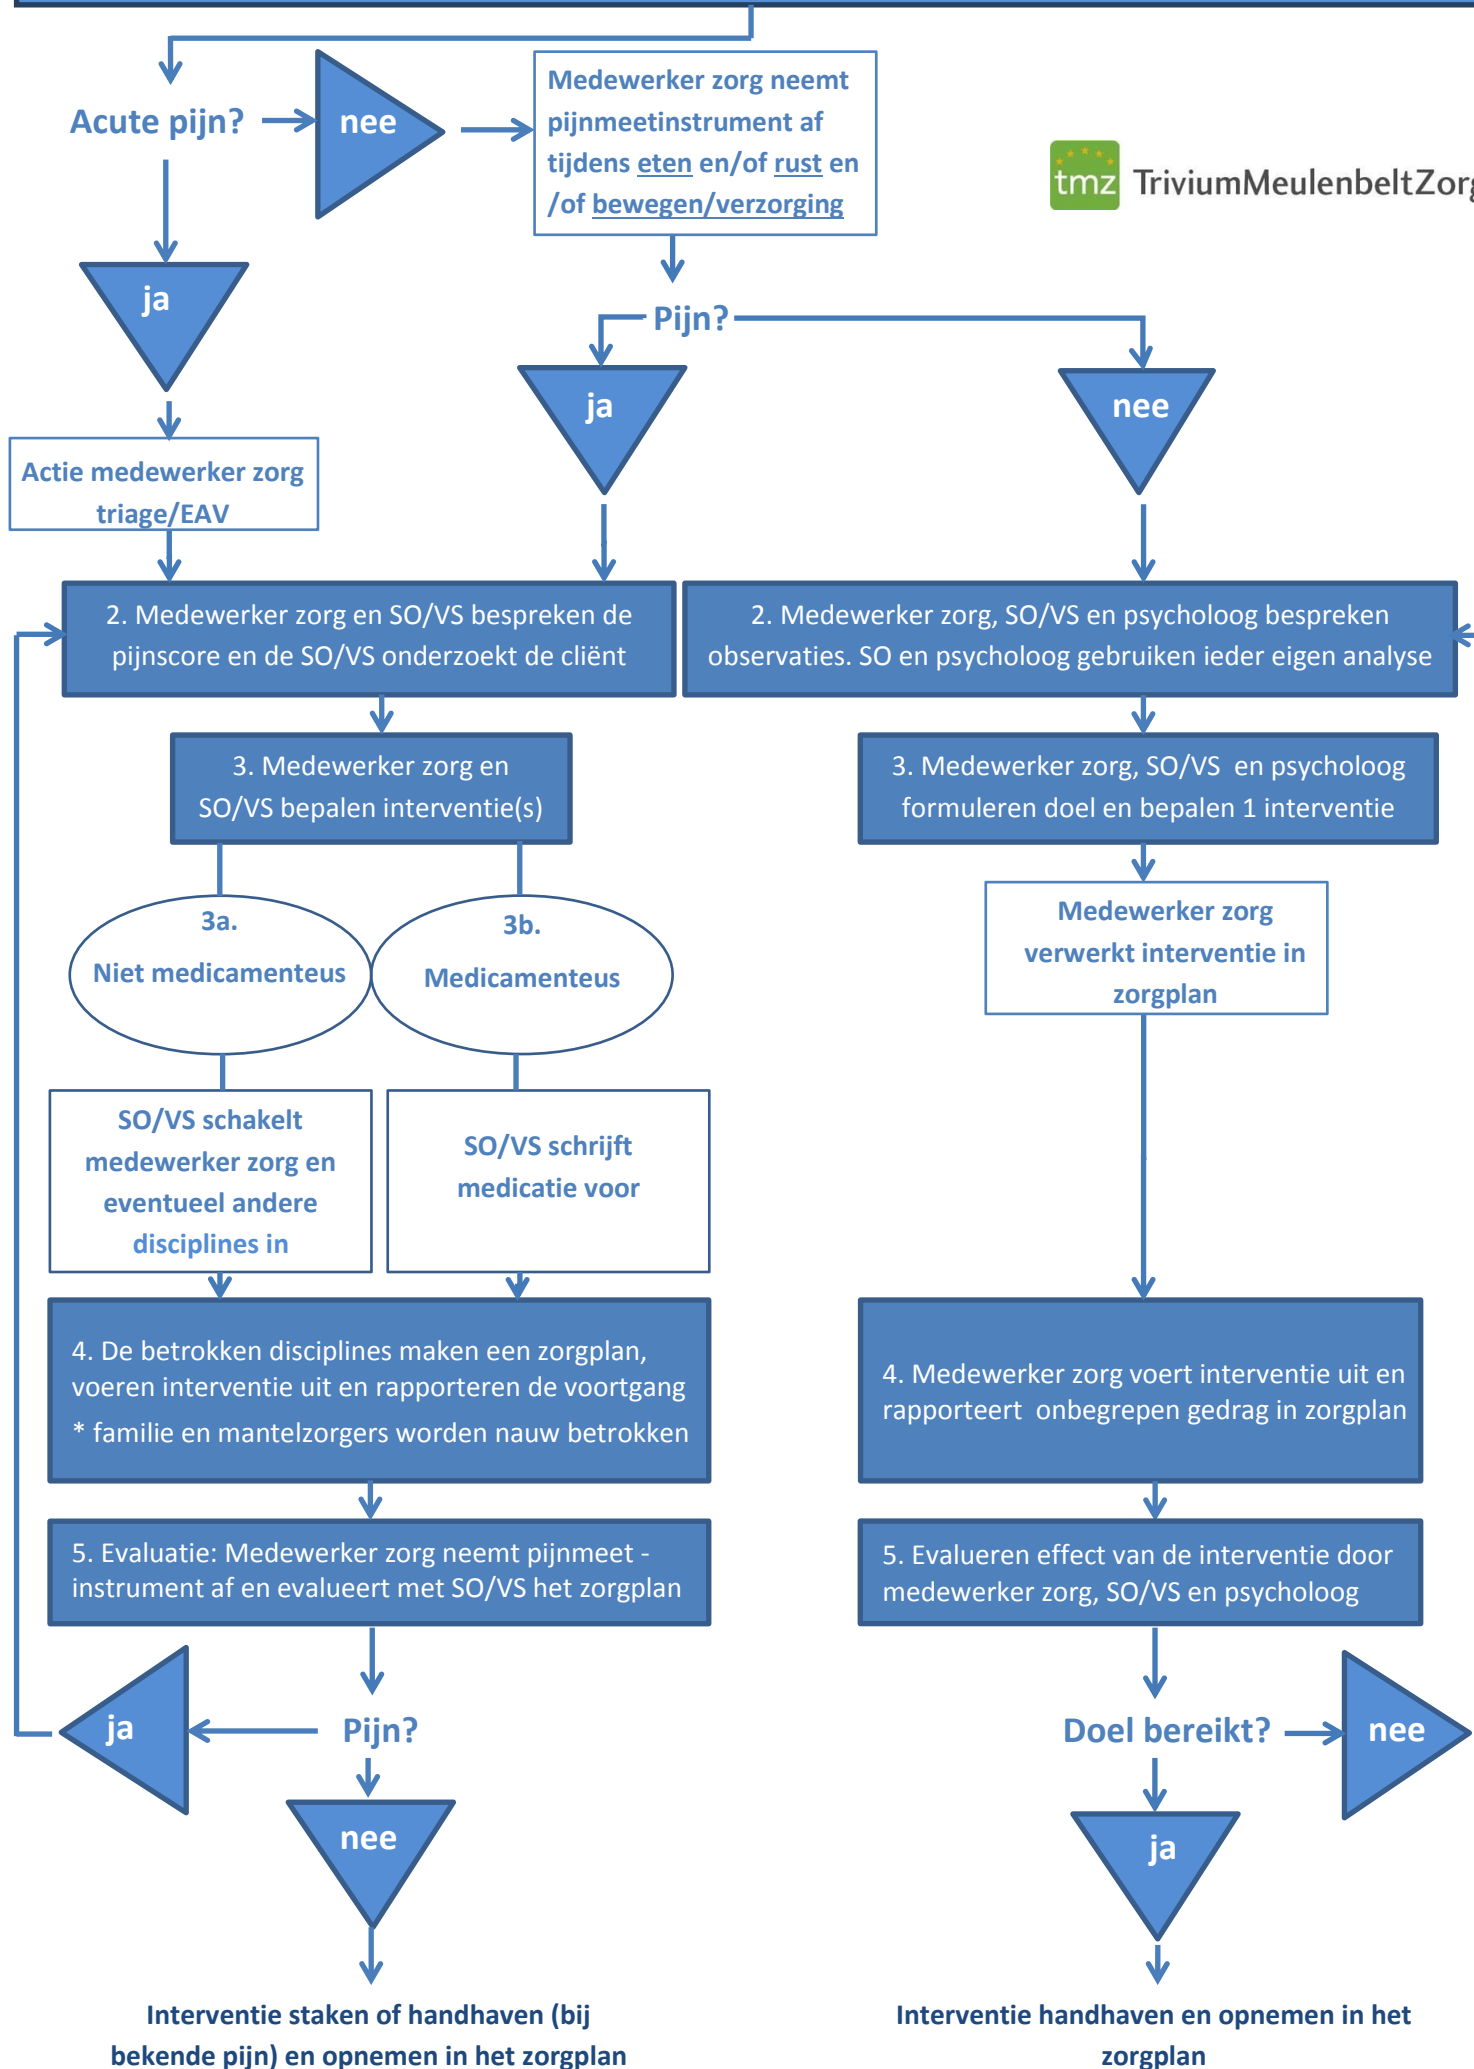 Acute pijn?
nee
Medewerker zorg neemt
pijnmeetinstrument af
tijdens eten en/of rust en
/of bewegen/verzorging
tmz TriviumMeulenbeltZorg
ja
Pijn?
ja
nee
Actie medewerker zorg
triage/EAV
2. Medewerker zorg en SO/VS bespreken de
pijnscore en de SO/VS onderzoekt de cliënt
2. Medewerker zorg, SO/VS en psycholoog bespreken
observaties. SO en psycholoog gebruiken ieder eigen analyse
3. Medewerker zorg en
SO/VS bepalen interventie(s)
3. Medewerker zorg, SO/VS en psycholoog
formuleren doel en bepalen 1 interventie
3a.
Niet medicamenteus
3b.
Medicamenteus
Medewerker zorg
verwerkt interventie in
zorgplan
SO/VS schakelt
medewerker zorg en
eventueel andere
disciplines in
SO/VS schrijft
medicatie voor
4. De betrokken disciplines maken een zorgplan,
voeren interventie uit en rapporteren de voortgang
* familie en mantelzorgers worden nauw betrokken
4. Medewerker zorg voert interventie uit en
rapporteert onbegrepen gedrag in zorgplan
5. Evaluatie: Medewerker zorg neemt pijnmeet -
instrument af en evalueert met SO/VS het zorgplan
5. Evalueren effect van de interventie door
medewerker zorg, SO/VS en psycholoog
ja
Pijn?
Doel bereikt?
nee
nee
ja
Interventie staken of handhaven (bij
bekende pijn) en opnemen in het zorgplan
Interventie handhaven en opnemen in het
zorgplan